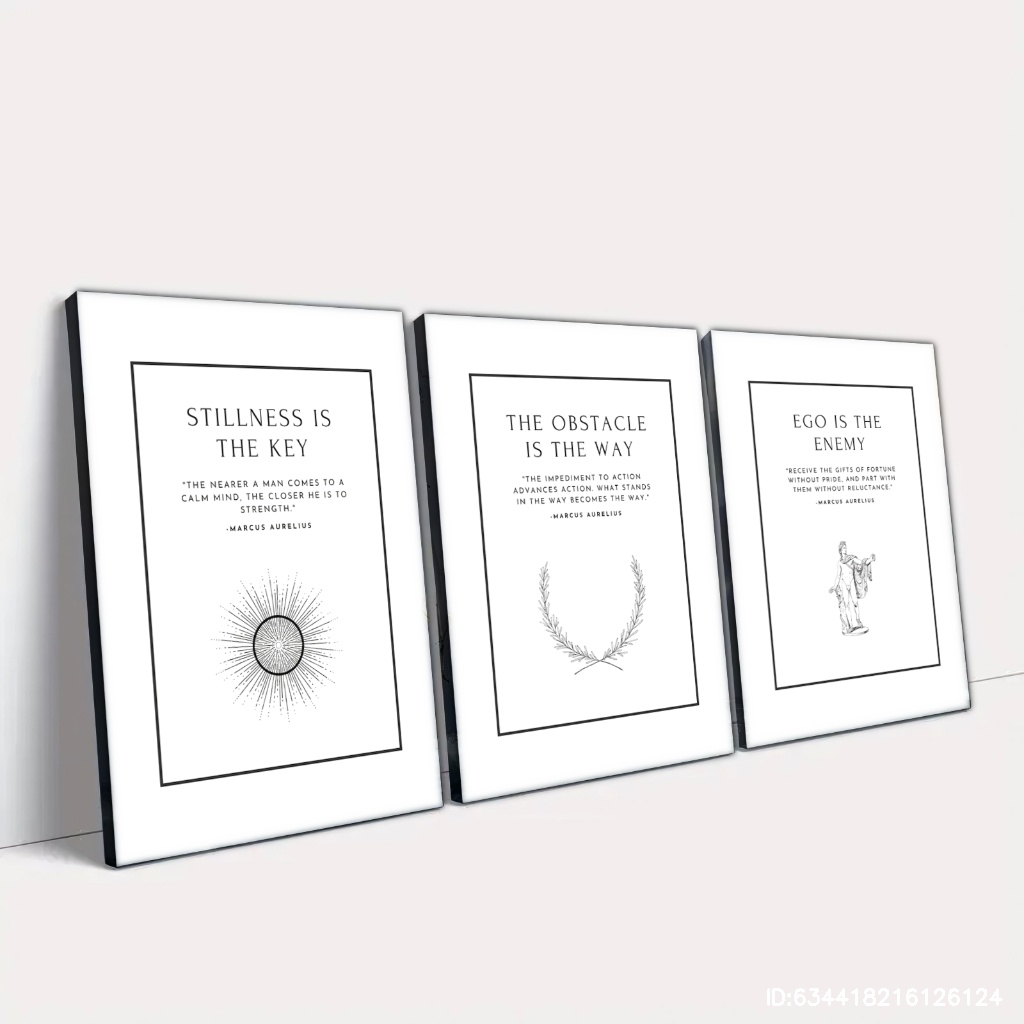 STILLNESS IS
THE KEY
"THE NEARER A MAN COMES TO A
CALM MIND, THE CLOSER HE IS TO
STRENGTH."
-MARCUS AURELIUS
THE OBSTACLE
IS THE WAY
"THE IMPEDIMENT TO ACTION
ADVANCES ACTION. WHAT STANDS
IN THE WAY BECOMES THE WAY."
-MARCUS AURELIUS
EGO IS THE
ENEMY
"RECEIVE THE GIFTS OF FORTUNE
WITHOUT PRIDE, AND PART WITH
THEM WITHOUT RELUCTANCE."
-MARCUS AURELIUS
ID:634418216126124